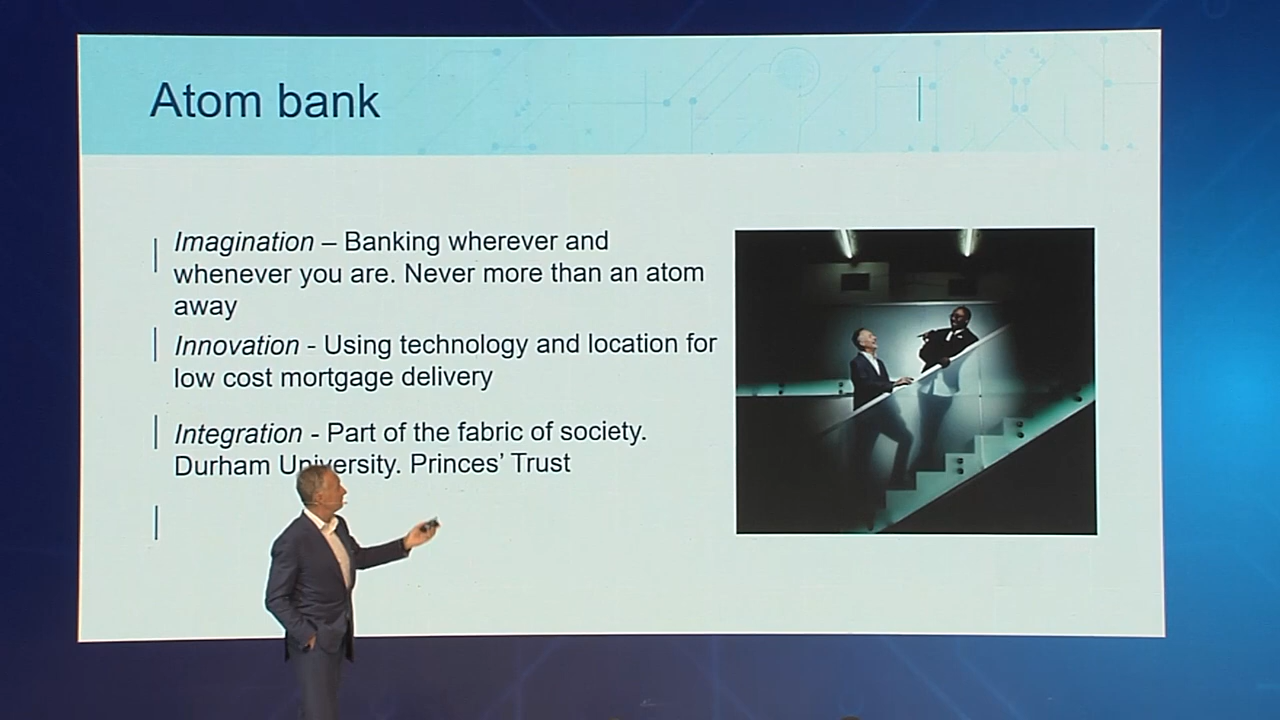 Atom bank
Imagination – Banking wherever and
whenever you are. Never more than an atom
away
Innovation - Using technology and location for
low cost mortgage delivery
Integration - Part of the fabric of society.
Durham University. Princes’ Trust